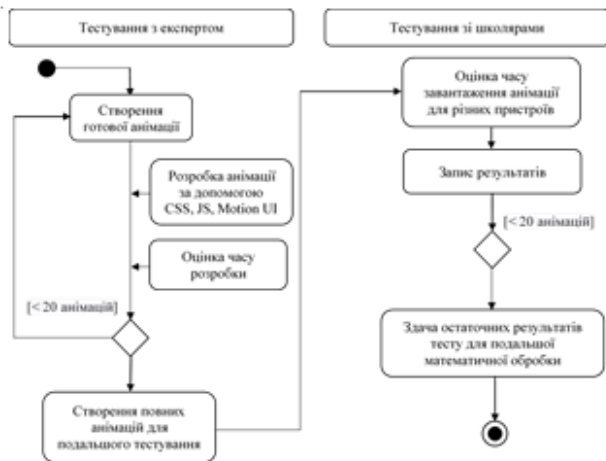 Тестування з експертом
Створення
готової анімації
Розробка анімації
за допомогою
CSS, JS, Motion UI
Оцінка часу
розробки
[< 20 анімацій]
Створення повних
анімацій для
подальшого тестування
Тестування зі школярами
Оцінка часу
завантаження анімації
для різних пристроїв
Запис результатів
[< 20 анімацій]
Здача остаточних результатів
тесту для подальшої
математичної обробки